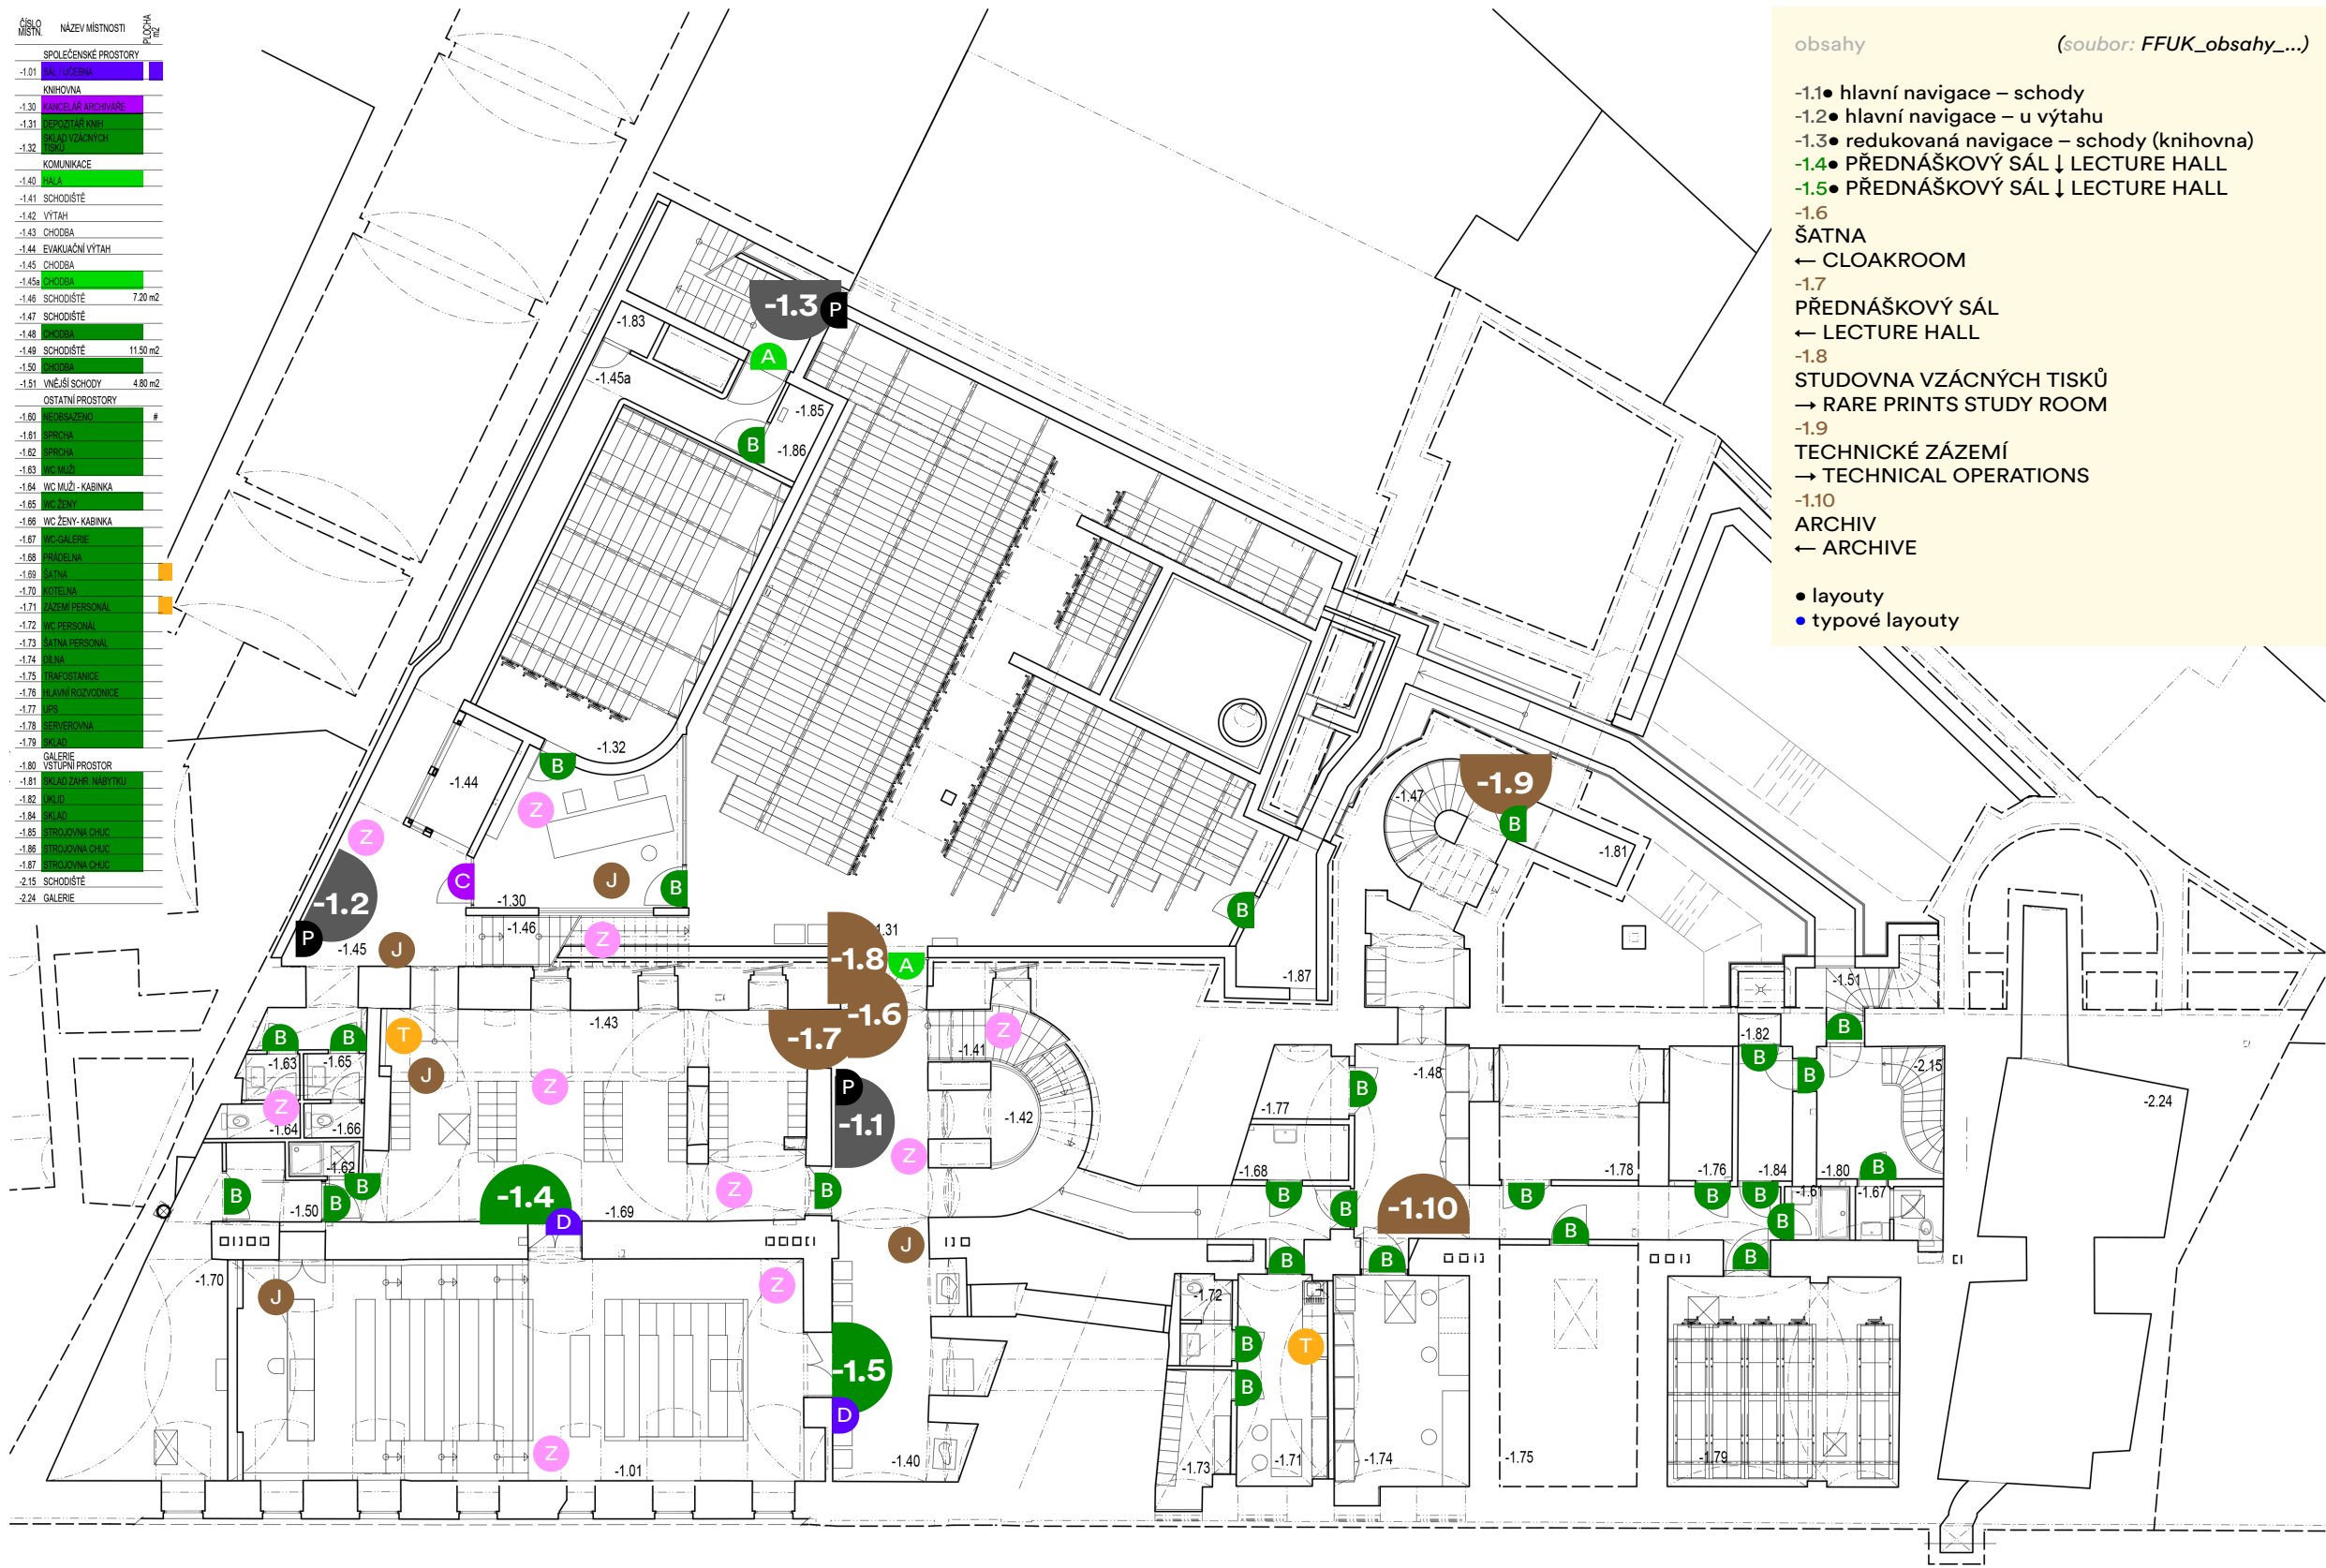 ČÍSLO MÍSTN. NÁZEV MÍSTNOSTI PLOCHA m2
SPOLEČENSKÉ PROSTORY
-1.01 SÁL / UČEBNA
KNIHOVNA
-1.30 KANCELÁŘ ARCHIVÁŘE
-1.31 DEPOZITÁŘ KNIH
-1.32 SKLAD VZÁCNÝCH TISKŮ
KOMUNIKACE
-1.40 HALA
-1.41 SCHODIŠTĚ
-1.42 VÝTAH
-1.43 CHODBA
-1.44 EVAKUAČNÍ VÝTAH
-1.45 CHODBA
-1.45a CHODBA
-1.46 SCHODIŠTĚ 7.20 m2
-1.47 SCHODIŠTĚ
-1.48 CHODBA
-1.49 SCHODIŠTĚ 11.50 m2
-1.50 CHODBA
-1.51 VNĚJŠÍ SCHODY 4.80 m2
OSTATNÍ PROSTORY
-1.60 NEOBSAZENO #
-1.61 SPRCHA
-1.62 SPRCHA
-1.63 WC MUŽI
-1.64 WC MUŽI - KABINKA
-1.65 WC ŽENY
-1.66 WC ŽENY- KABINKA
-1.67 WC-GALERIE
-1.68 PRÁDELNA
-1.69 ŠATNA
-1.70 KOTELNA
-1.71 ZÁZEMÍ PERSONÁL
-1.72 WC PERSONÁL
-1.73 ŠATNA PERSONÁL
-1.74 DÍLNA
-1.75 TRAFOSTANICE
-1.76 HLAVNÍ ROZVODNICE
-1.77 UPS
-1.78 SERVEROVNA
-1.79 SKLAD
GALERIE
-1.80 VSTUPNÍ PROSTOR
-1.81 SKLAD ZAHR. NÁBYTKU
-1.82 ÚKLID
-1.84 SKLAD
-1.85 STROJOVNA CHUC
-1.86 STROJOVNA CHUC
-1.87 STROJOVNA CHUC
-2.15 SCHODIŠTĚ
-2.24 GALERIE
obsahy (soubor: FFUK_obsahy_...)
-1.1● hlavní navigace – schody
-1.2● hlavní navigace – u výtahu
-1.3● redukovaná navigace – schody (knihovna)
-1.4● PŘEDNÁŠKOVÝ SÁL ↓ LECTURE HALL
-1.5● PŘEDNÁŠKOVÝ SÁL ↓ LECTURE HALL
-1.6
ŠATNA
← CLOAKROOM
-1.7
PŘEDNÁŠKOVÝ SÁL
← LECTURE HALL
-1.8
STUDOVNA VZÁCNÝCH TISKŮ
→ RARE PRINTS STUDY ROOM
-1.9
TECHNICKÉ ZÁZEMÍ
→ TECHNICAL OPERATIONS
-1.10
ARCHIV
← ARCHIVE
● layouty
● typové layouty
-1.3 P
-1.83
A
-1.45a
-1.85
B
-1.86
-1.32
B
-1.44
Z
-1.9
-1.47
B
-1.81
Z
C
J
B
-1.2
-1.30
B
P
-1.45
J
-1.46
Z
.31
-1.8
A
-1.87
-1.51
-1.6
B B
T
-1.43
-1.7
Z
-1.41
-1.82
B
-1.63
-1.65
J
Z
P
B
-1.48
B
B
-2.15
Z
-1.64
-1.66
-1.1
-1.42
-1.77
-2.24
Z
-1.62
-1.68
-1.78
-1.76
-1.84
-1.80
B
B
B
B
-1.4
Z
B
B
B
-1.10
B
B
B
-1.61
-1.67
-1.50
D
-1.69
J
B
B
B
B
B
-1.70
J
Z
-1.72
B
T
-1.5
B
D
Z
-1.01
-1.40
-1.73
-1.71
-1.74
-1.75
-1.79